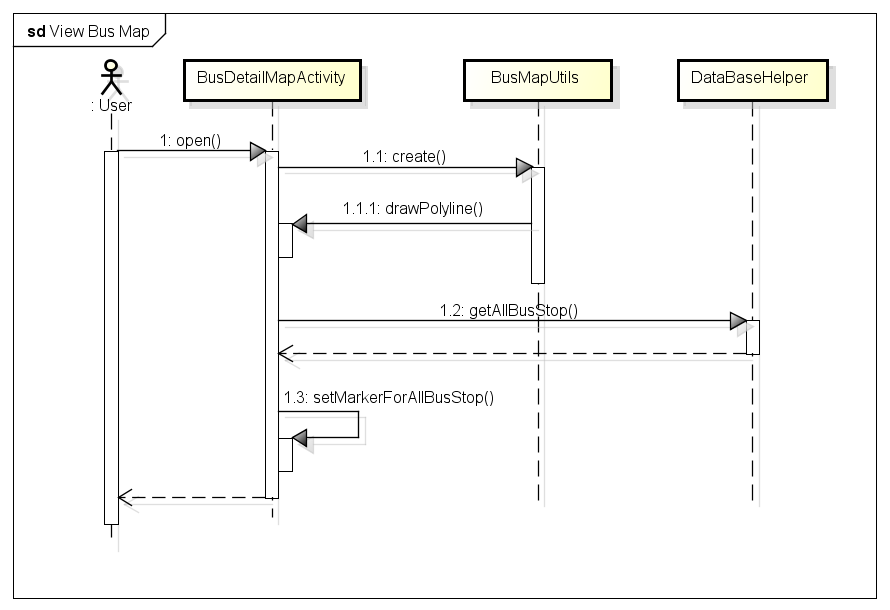 sd View Bus Map
: User
BusDetailMapActivity
BusMapUtils
DataBaseHelper
1: open()
1.1: create()
1.1.1: drawPolyline()
1.2: getAllBusStop()
1.3: setMarkerForAllBusStop()